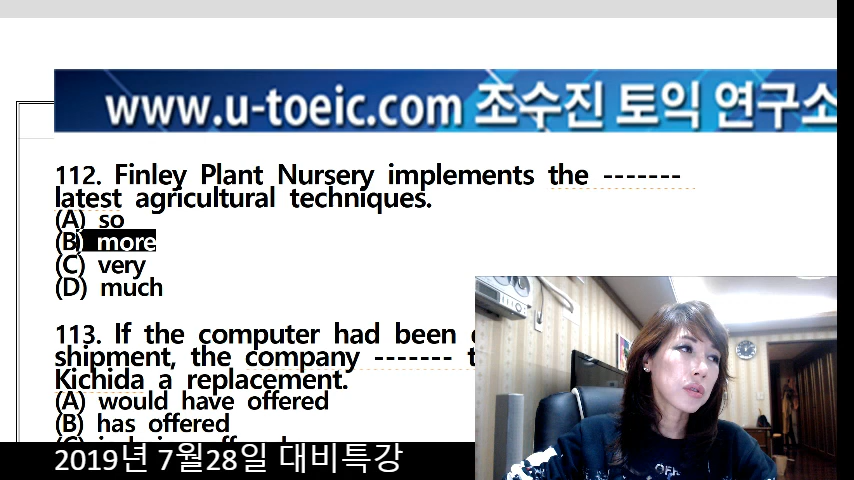 www.u-toeic.com 조수진 토익 연구소
112. Finley Plant Nursery implements the -------
latest agricultural techniques.
(A) so
(B) more
(C) very
(D) much
113. If the computer had been
shipment, the company -------
Kichida a replacement.
(A) would have offered
(B) has offered
2019년 7월28일 대비특강